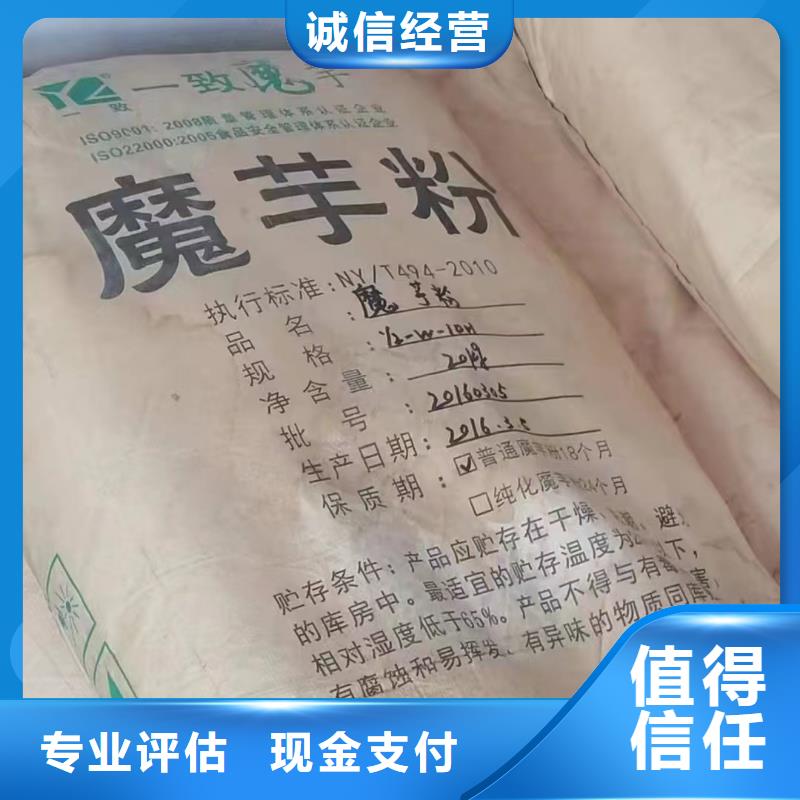 诚信经营
一致魔芋
一致
ISO9001:2008质量管理体系认证企业
ISO22000:2005食品安全管理体系认证企业
魔芋粉
执行标准:NY/T494-2010
品名:魔芋粉
规格:YZ-W-10H
净含量:
批号:20160305
生产日期:2016.3.5
保质期:☑普通魔芋粉18个月
□纯化魔芋 24个月
贮存条件:产品应贮存在干燥、 避
的库房中。最适宜的贮存温度为 下,
相对湿度低于65%。产品不得与有毒、害
有腐蚀和易挥发、有异味的物质同库
值得
信任
专业评估 现金支付